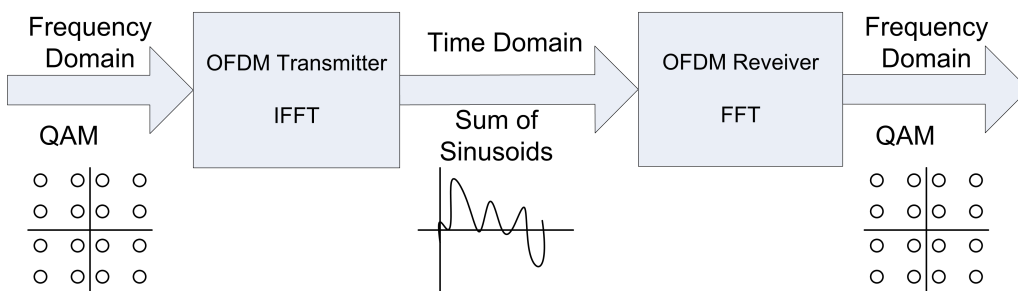 Frequency
Domain
QAM
OFDM Transmitter
IFFT
Time Domain
Sum of
Sinusoids
OFDM Reveiver
FFT
Frequency
Domain
QAM